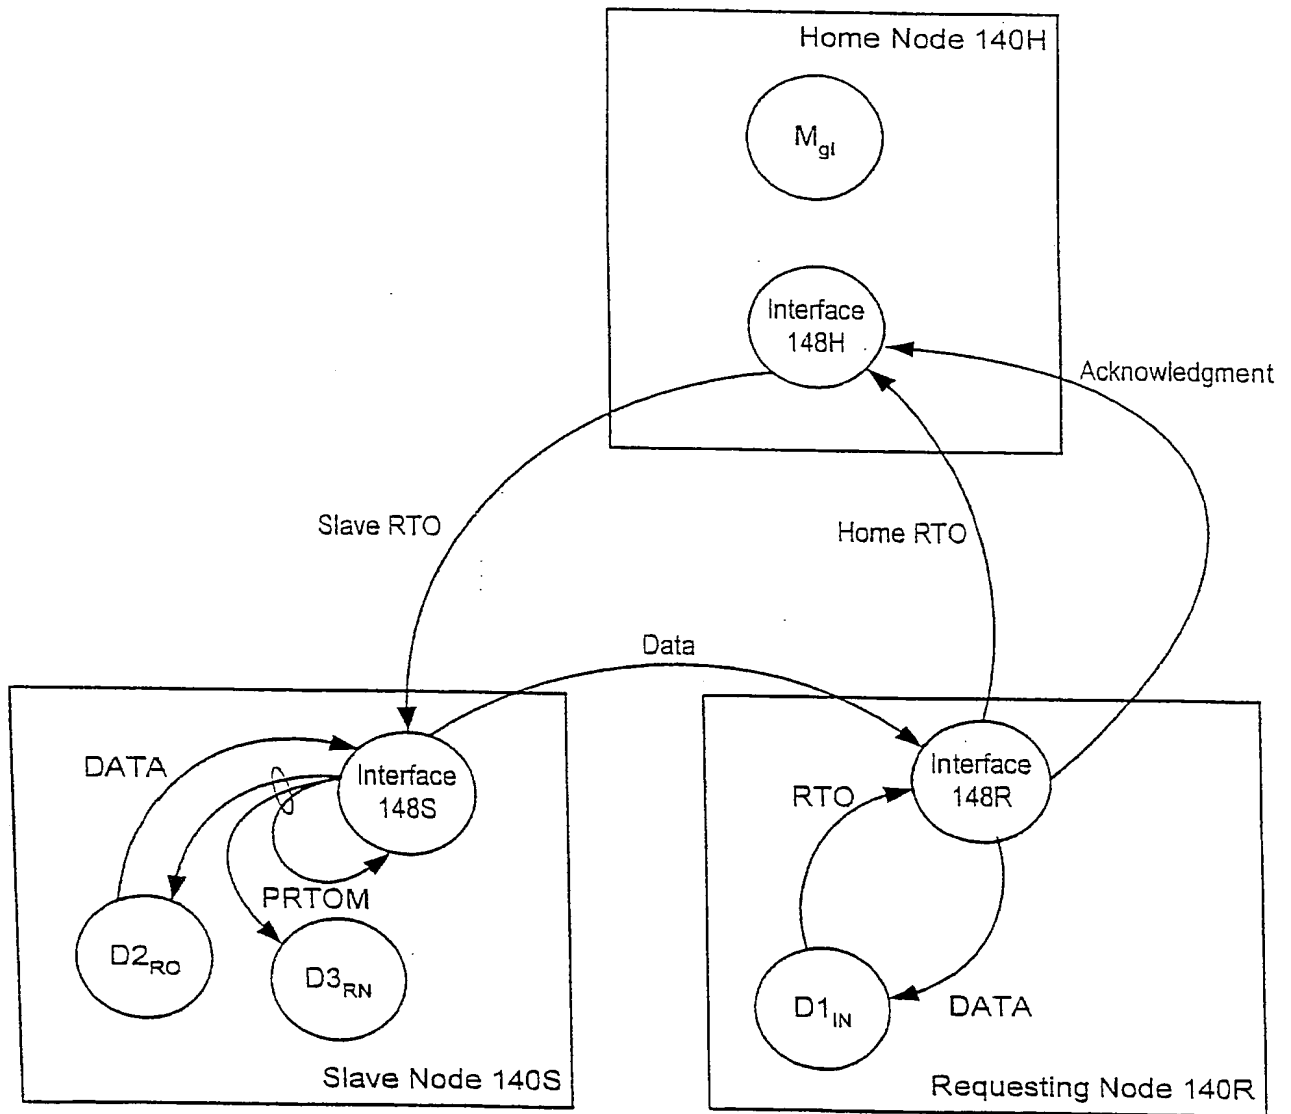 Home Node 140H
M_gI
Interface
148H
Acknowledgment
Slave RTO
Home RTO
Data
DATA
Interface
148S
Interface
148R
RTO
PRTOM
D2_RO
D3_RN
D1_IN
DATA
Slave Node 140S
Requesting Node 140R